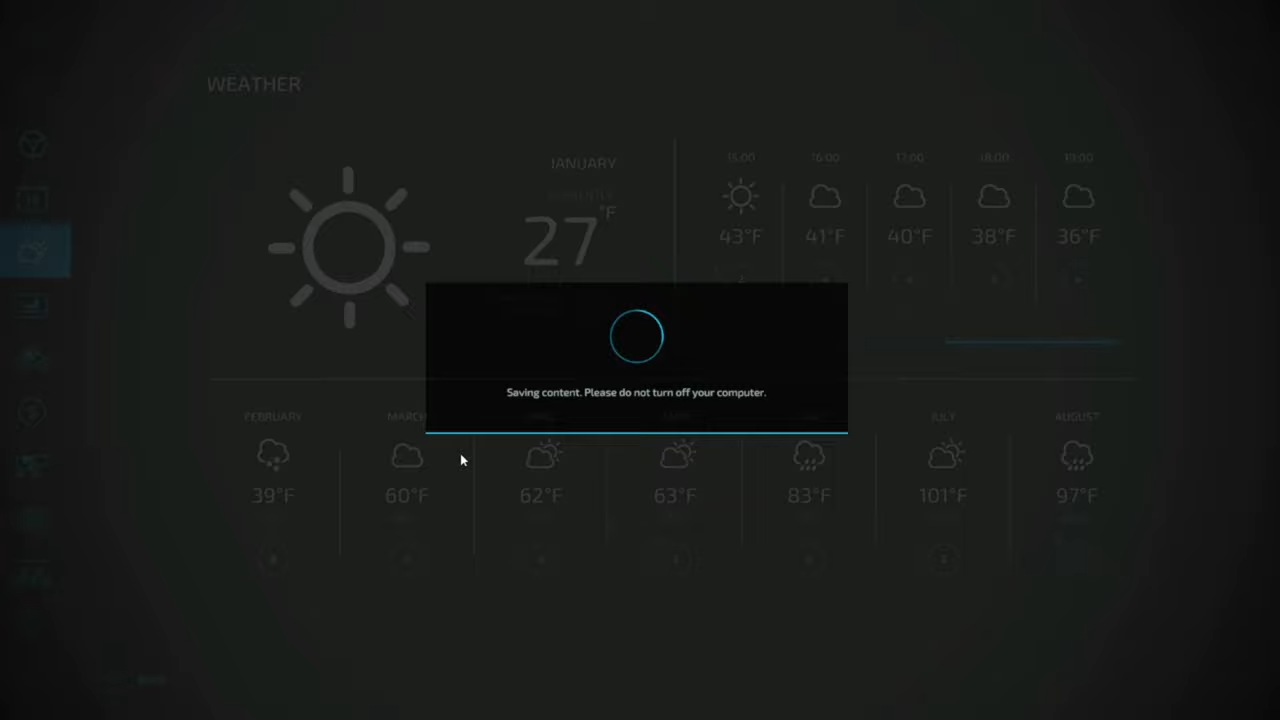 WEATHER
JANUARY
CURRENTLY
27°F
15:00 16:00 17:00 18:00 19:00
43°F 41°F 40°F 38°F 36°F
Saving content. Please do not turn off your computer.
FEBRUARY MARCH JULY AUGUST
39°F 60°F 62°F 63°F 83°F 101°F 97°F